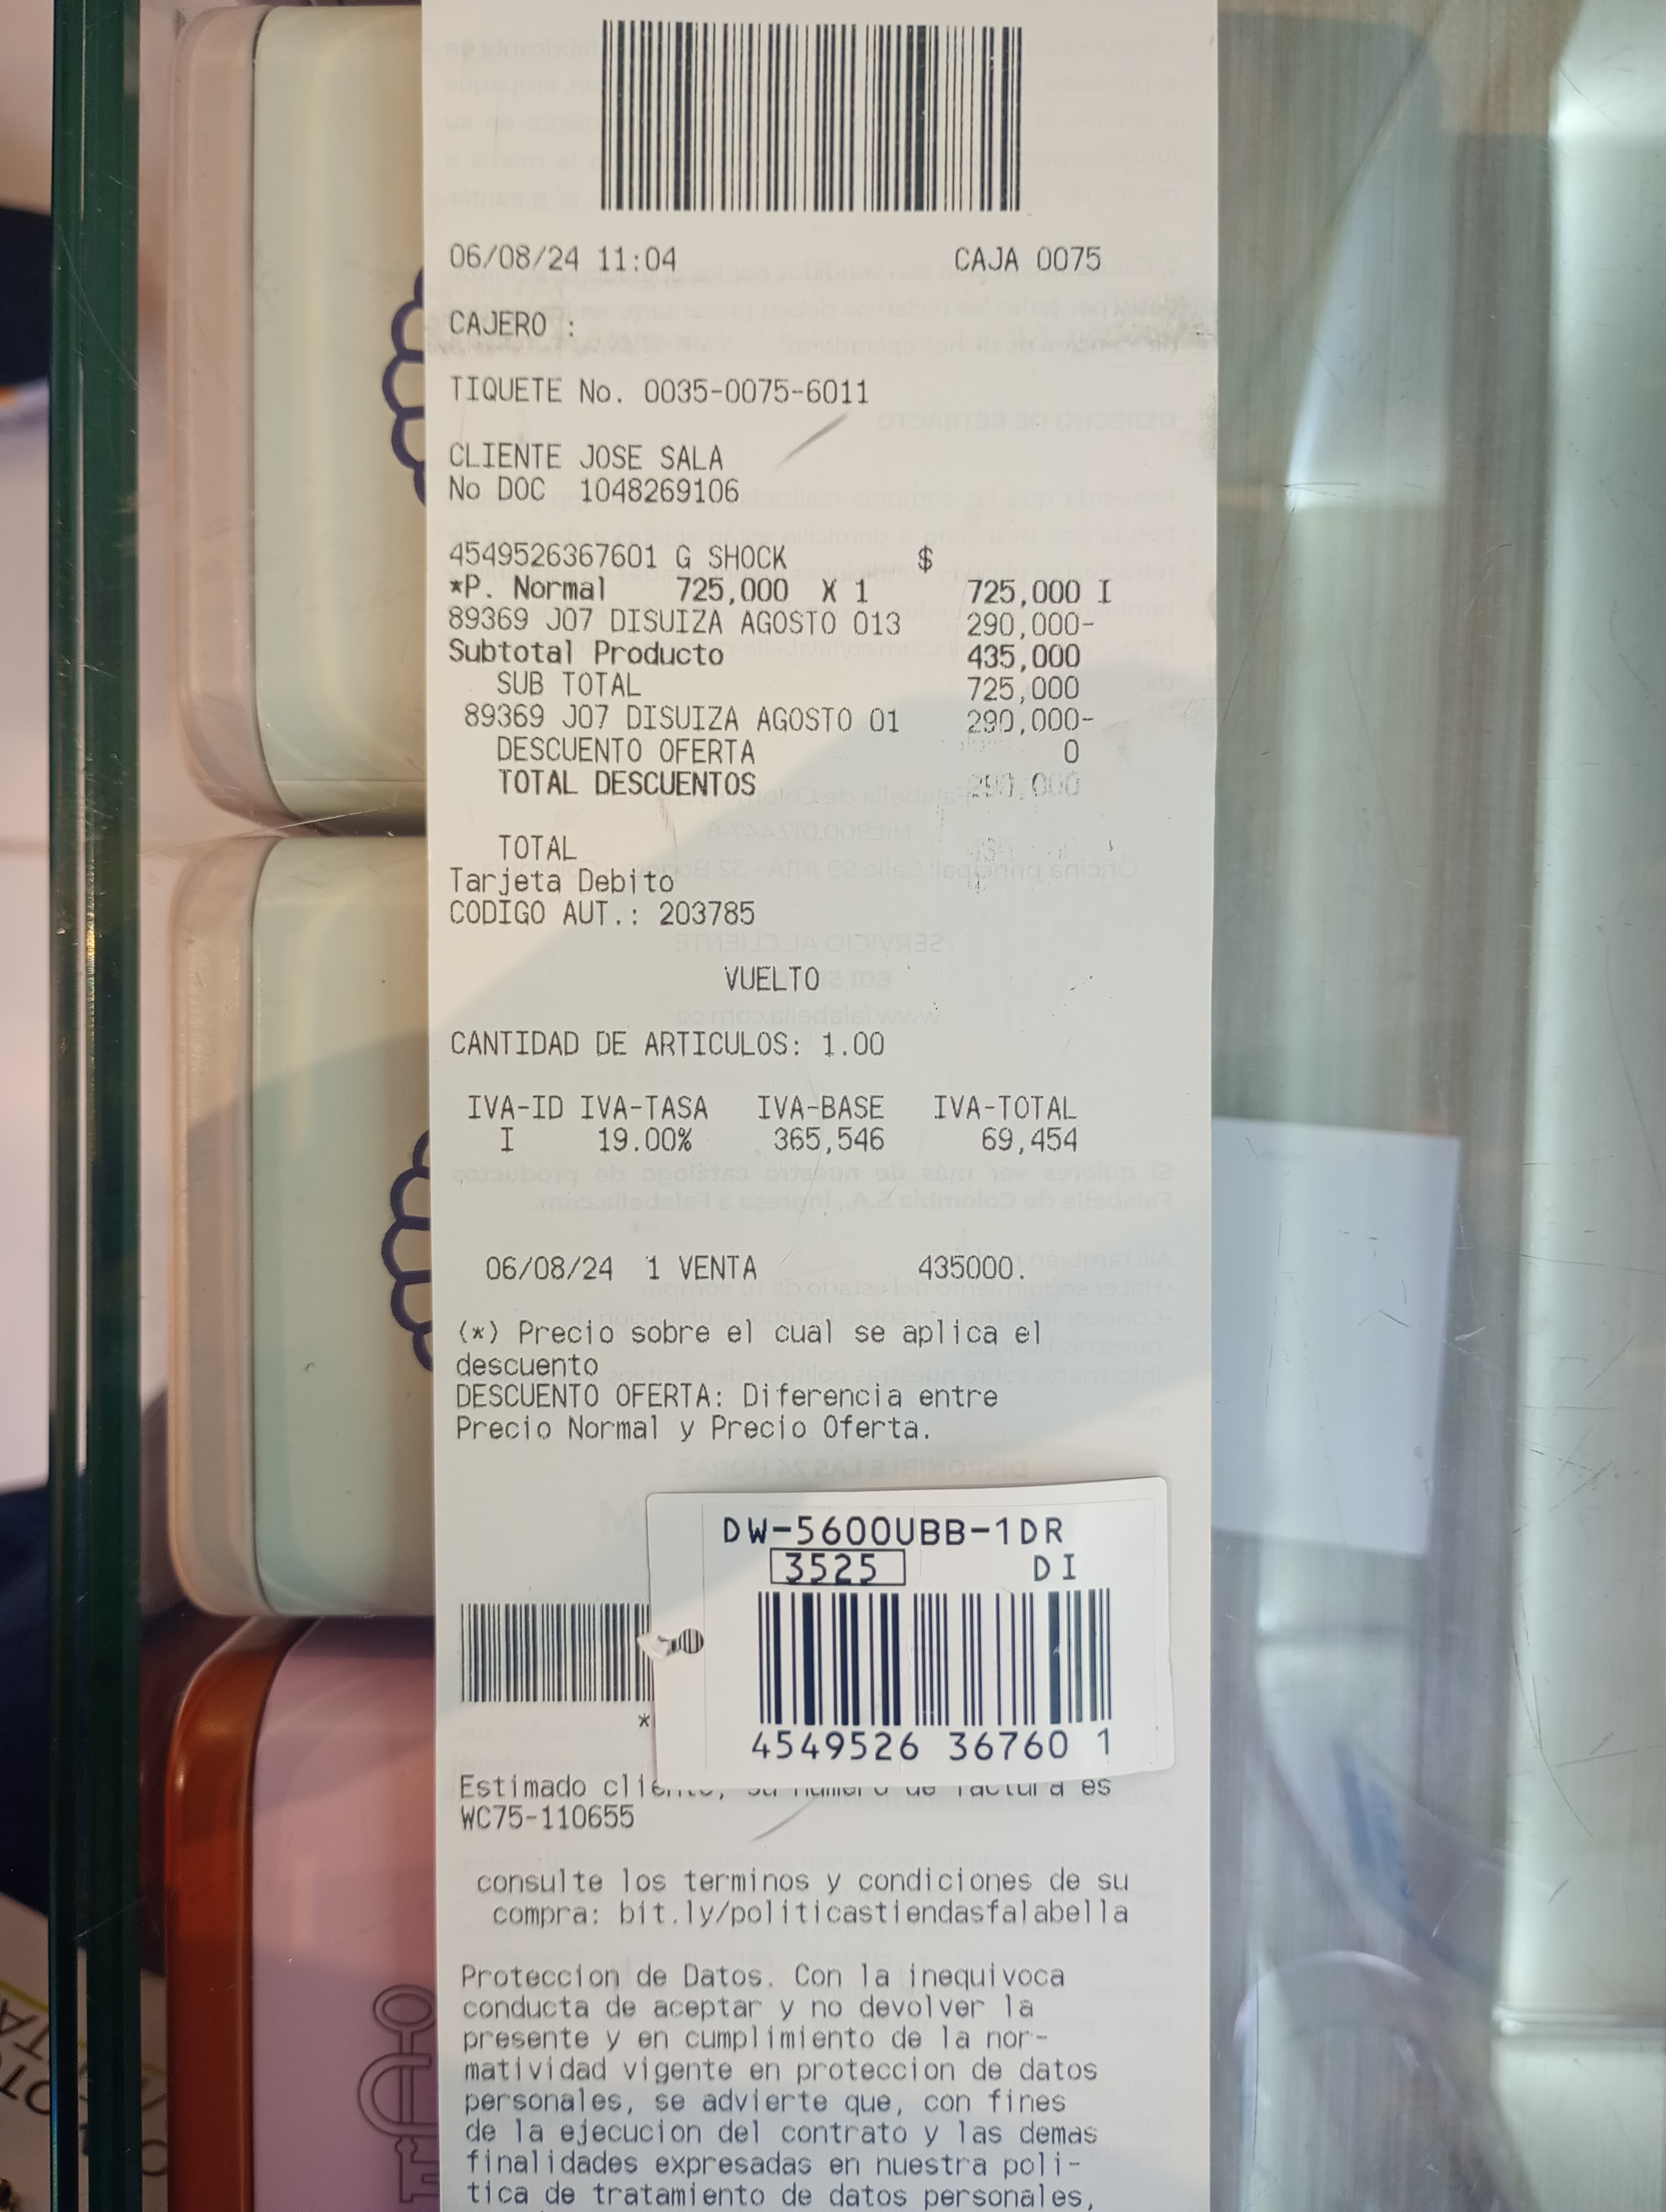 06/08/24 11:04 CAJA 0075
CAJERO :
TIQUETE No. 0035-0075-6011
CLIENTE JOSE SALA
No DOC 1048269106
4549526367601 G SHOCK $
*P. Normal 725,000 X 1 725,000 I
89369 J07 DISUIZA AGOSTO 013 290,000-
Subtotal Producto 435,000
SUB TOTAL 725,000
89369 J07 DISUIZA AGOSTO 01 290,000-
DESCUENTO OFERTA 0
TOTAL DESCUENTOS 290,000
TOTAL
Tarjeta Debito
CODIGO AUT.: 203785
VUELTO
CANTIDAD DE ARTICULOS: 1.00
IVA-ID IVA-TASA IVA-BASE IVA-TOTAL
I 19.00% 365,546 69,454
06/08/24 1 VENTA 435000.
(*) Precio sobre el cual se aplica el
descuento
DESCUENTO OFERTA: Diferencia entre
Precio Normal y Precio Oferta.
DW-5600UBB-1DR
3525 DI
4549526 36760 1
*
Estimado cliente, su numero de factura es
WC75-110655
consulte los terminos y condiciones de su
compra: bit.ly/politicastiendasfalabella
Proteccion de Datos. Con la inequivoca
conducta de aceptar y no devolver la
presente y en cumplimiento de la nor-
matividad vigente en proteccion de datos
personales, se advierte que, con fines
de la ejecucion del contrato y las demas
finalidades expresadas en nuestra poli-
tica de tratamiento de datos personales,